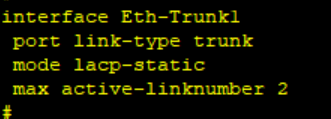 interface Eth-Trunk1
port link-type trunk
mode lacp-static
max active-linknumber 2
#